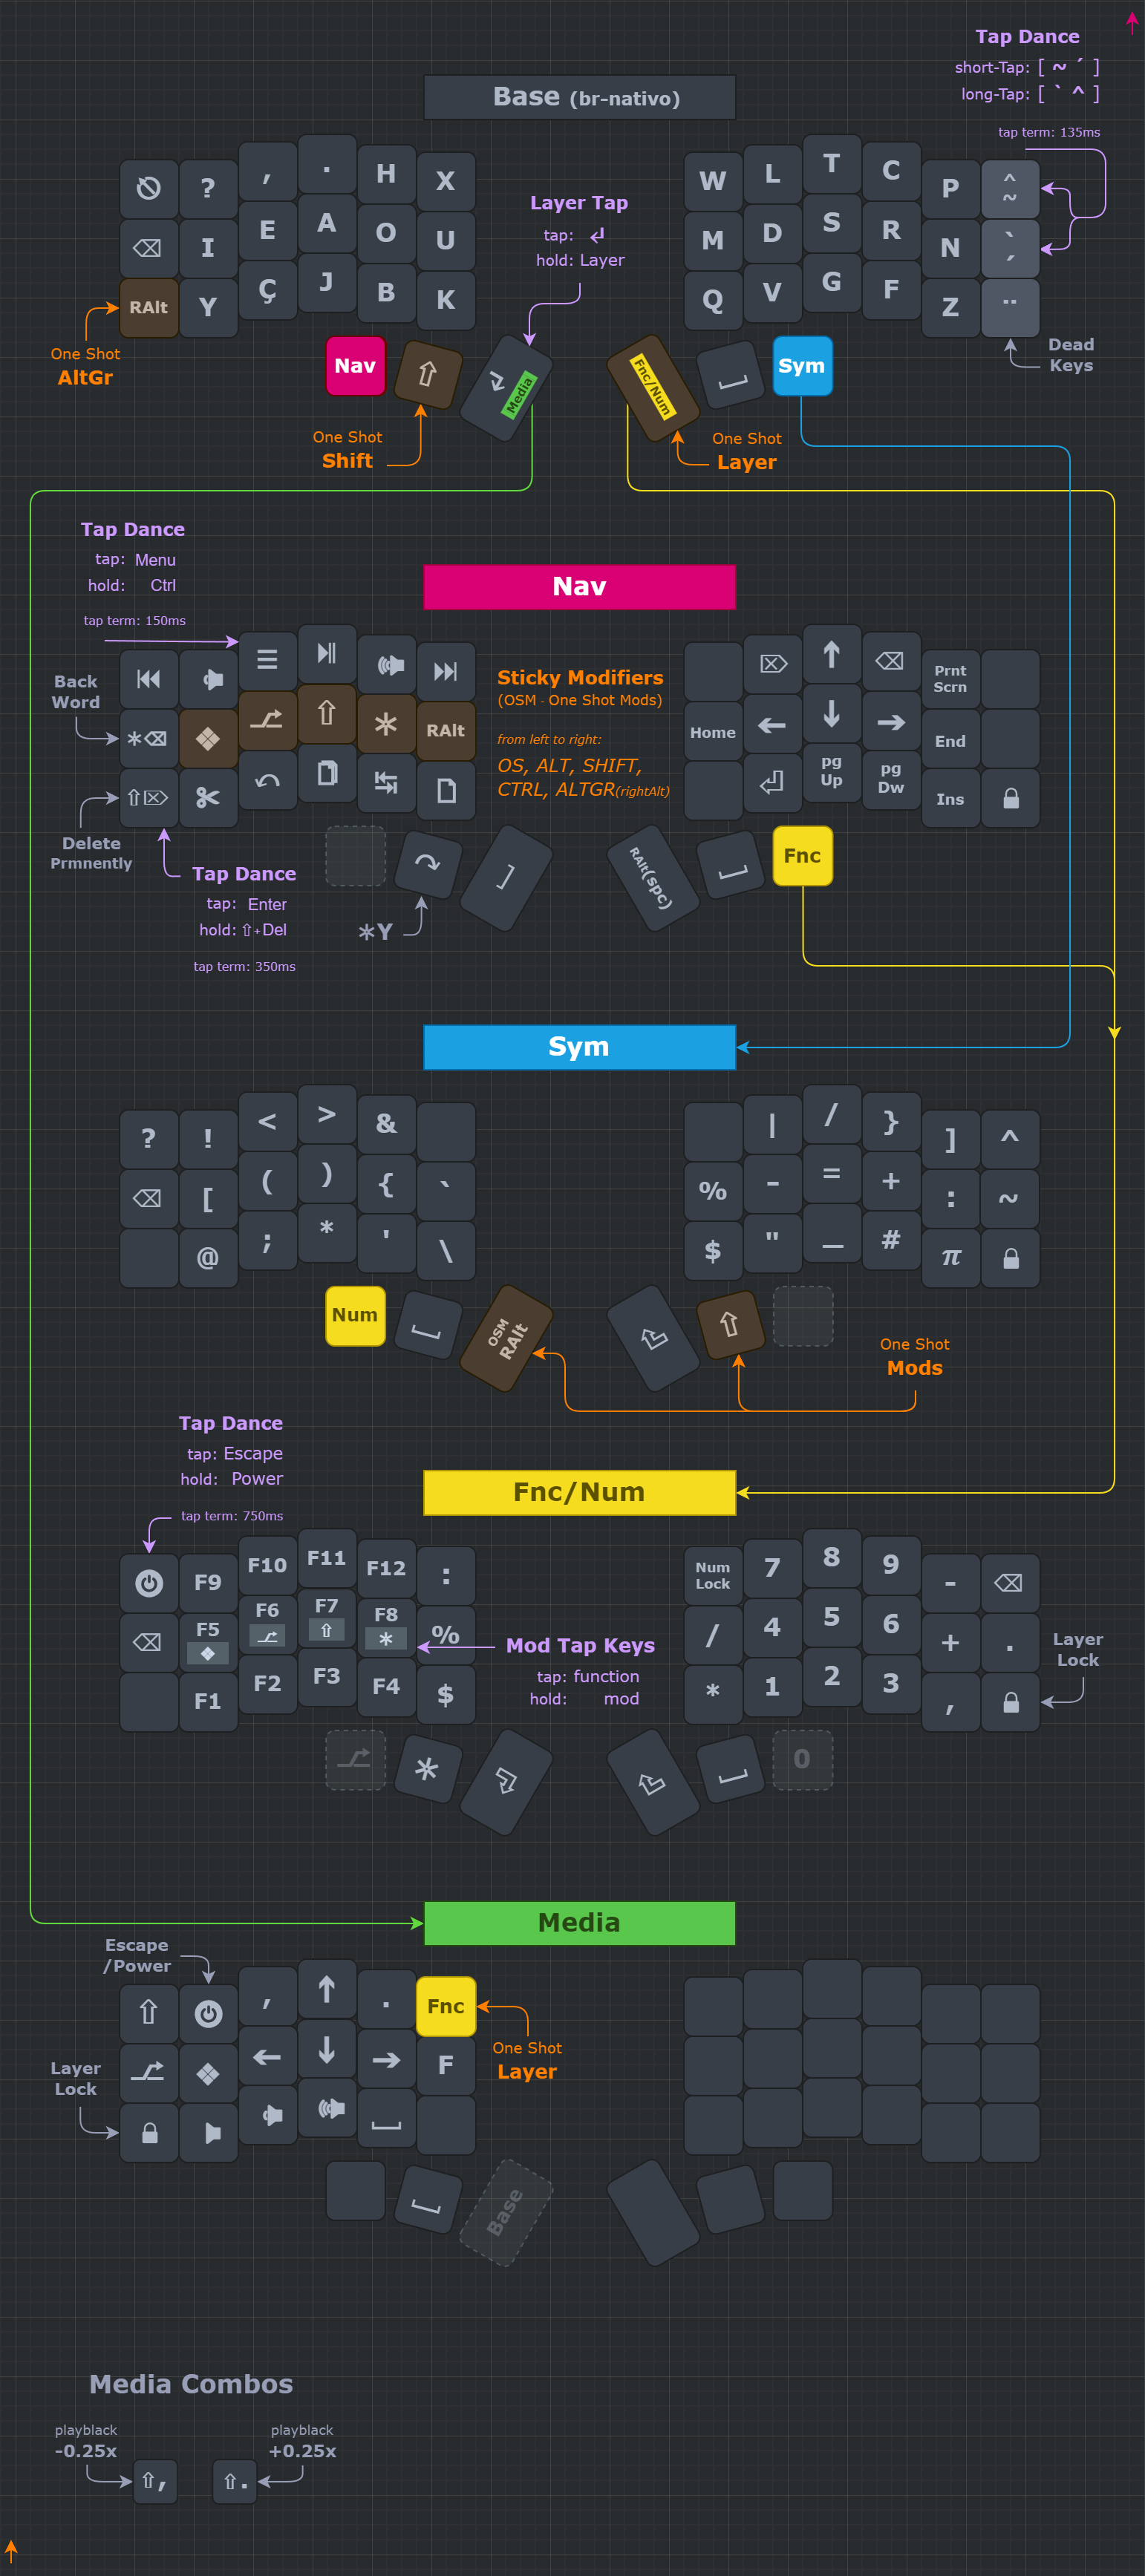 Tap Dance
short-Tap: [ ~ ´ ]
long-Tap: [ ` ^ ]
tap term: 135ms
Base (br-nativo)
? , . H X W L T C P ^ ~
I E A O U M D S R N ` ´
RAlt Y Ç J B K Q V G F Z ¨
Layer Tap
tap: ↲
hold: Layer
One Shot
AltGr
Dead
Keys
Nav ⇧ Media Fnc/Num Sym
One Shot
Shift
One Shot
Layer
Tap Dance
tap: Menu
hold: Ctrl
tap term: 150ms
Nav
Back
Word
Sticky Modifiers
(OSM - One Shot Mods)
from left to right:
OS, ALT, SHIFT,
CTRL, ALTGR(rightAlt)
⌦ ↑ ⌫ Prnt Scrn
*⌫ ⇧ * RAlt Home ← ↓ → End
⇧⌦ pg Up pg Dw Ins
Delete
Prmnently
] RAlt(spc) Fnc
Tap Dance
tap: Enter
hold: ⇧+Del
tap term: 350ms
*Y
Sym
? ! < > & | / } ] ^
⌫ [ ( ) { ` % - = + : ~
@ ; * ' \ $ " _ # π
Num OSM RAlt ⇧
One Shot
Mods
Tap Dance
tap: Escape
hold: Power
tap term: 750ms
Fnc/Num
F9 F10 F11 F12 : Num Lock 7 8 9 - ⌫
⌫ F5 F6 F7 ⇧ F8 * % / 4 5 6 + .
F1 F2 F3 F4 $ * 1 2 3 ,
Mod Tap Keys
tap: function
hold: mod
Layer
Lock
* 0
Media
Escape
/Power
⇧ , ↑ . Fnc
← ↓ → F
One Shot
Layer
Layer
Lock
Base
Media Combos
playblack
-0.25x
playblack
+0.25x
⇧,
⇧.